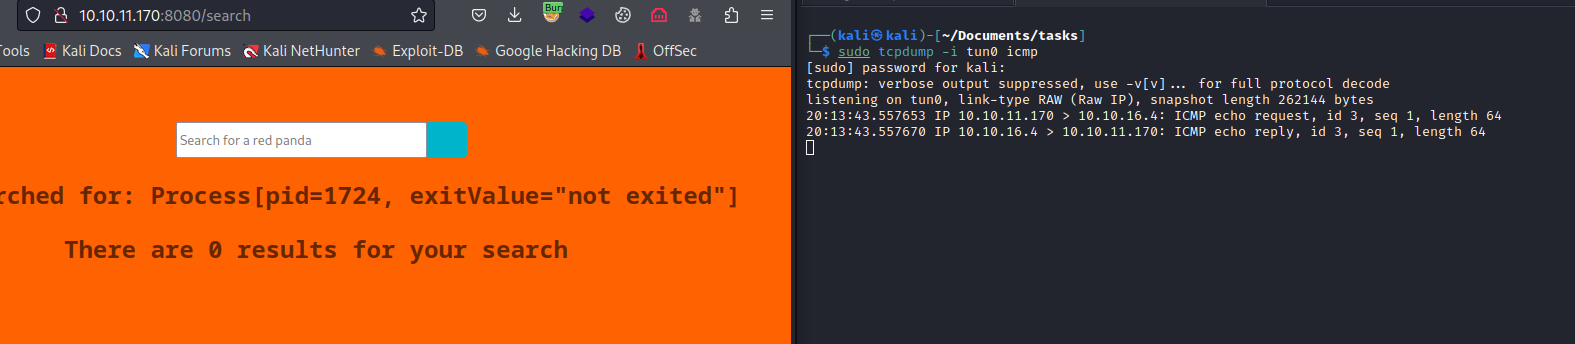 10.10.11.170:8080/search
Bur
Tools Kali Docs Kali Forums Kali NetHunter Exploit-DB Google Hacking DB OffSec
Search for a red panda
rched for: Process[pid=1724, exitValue="not exited"]
There are 0 results for your search
┌──(kali㉿kali)-[~/Documents/tasks]
└─$ sudo tcpdump -i tun0 icmp
[sudo] password for kali:
tcpdump: verbose output suppressed, use -v[v]... for full protocol decode
listening on tun0, link-type RAW (Raw IP), snapshot length 262144 bytes
20:13:43.557653 IP 10.10.11.170 > 10.10.16.4: ICMP echo request, id 3, seq 1, length 64
20:13:43.557670 IP 10.10.16.4 > 10.10.11.170: ICMP echo reply, id 3, seq 1, length 64